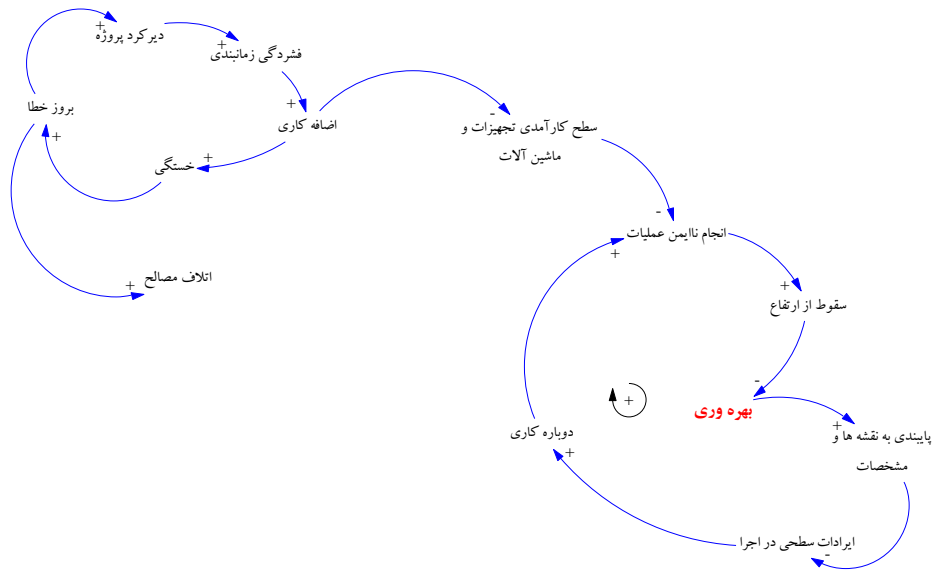 دیرکرد پروژه
فشردگی زمانبندی
بروز خطا
اضافه کاری
سطح کارآمدی تجهیزات و
ماشین آلات
خستگی
انجام ناایمن عملیات
اتلاف مصالح
سقوط از ارتفاع
بهره وری
دوباره کاری
پایبندی به نقشه ها و
مشخصات
ایرادات سطحی در اجرا
+
+
+
+
+
+
-
-
+
+
-
+
-
+
+